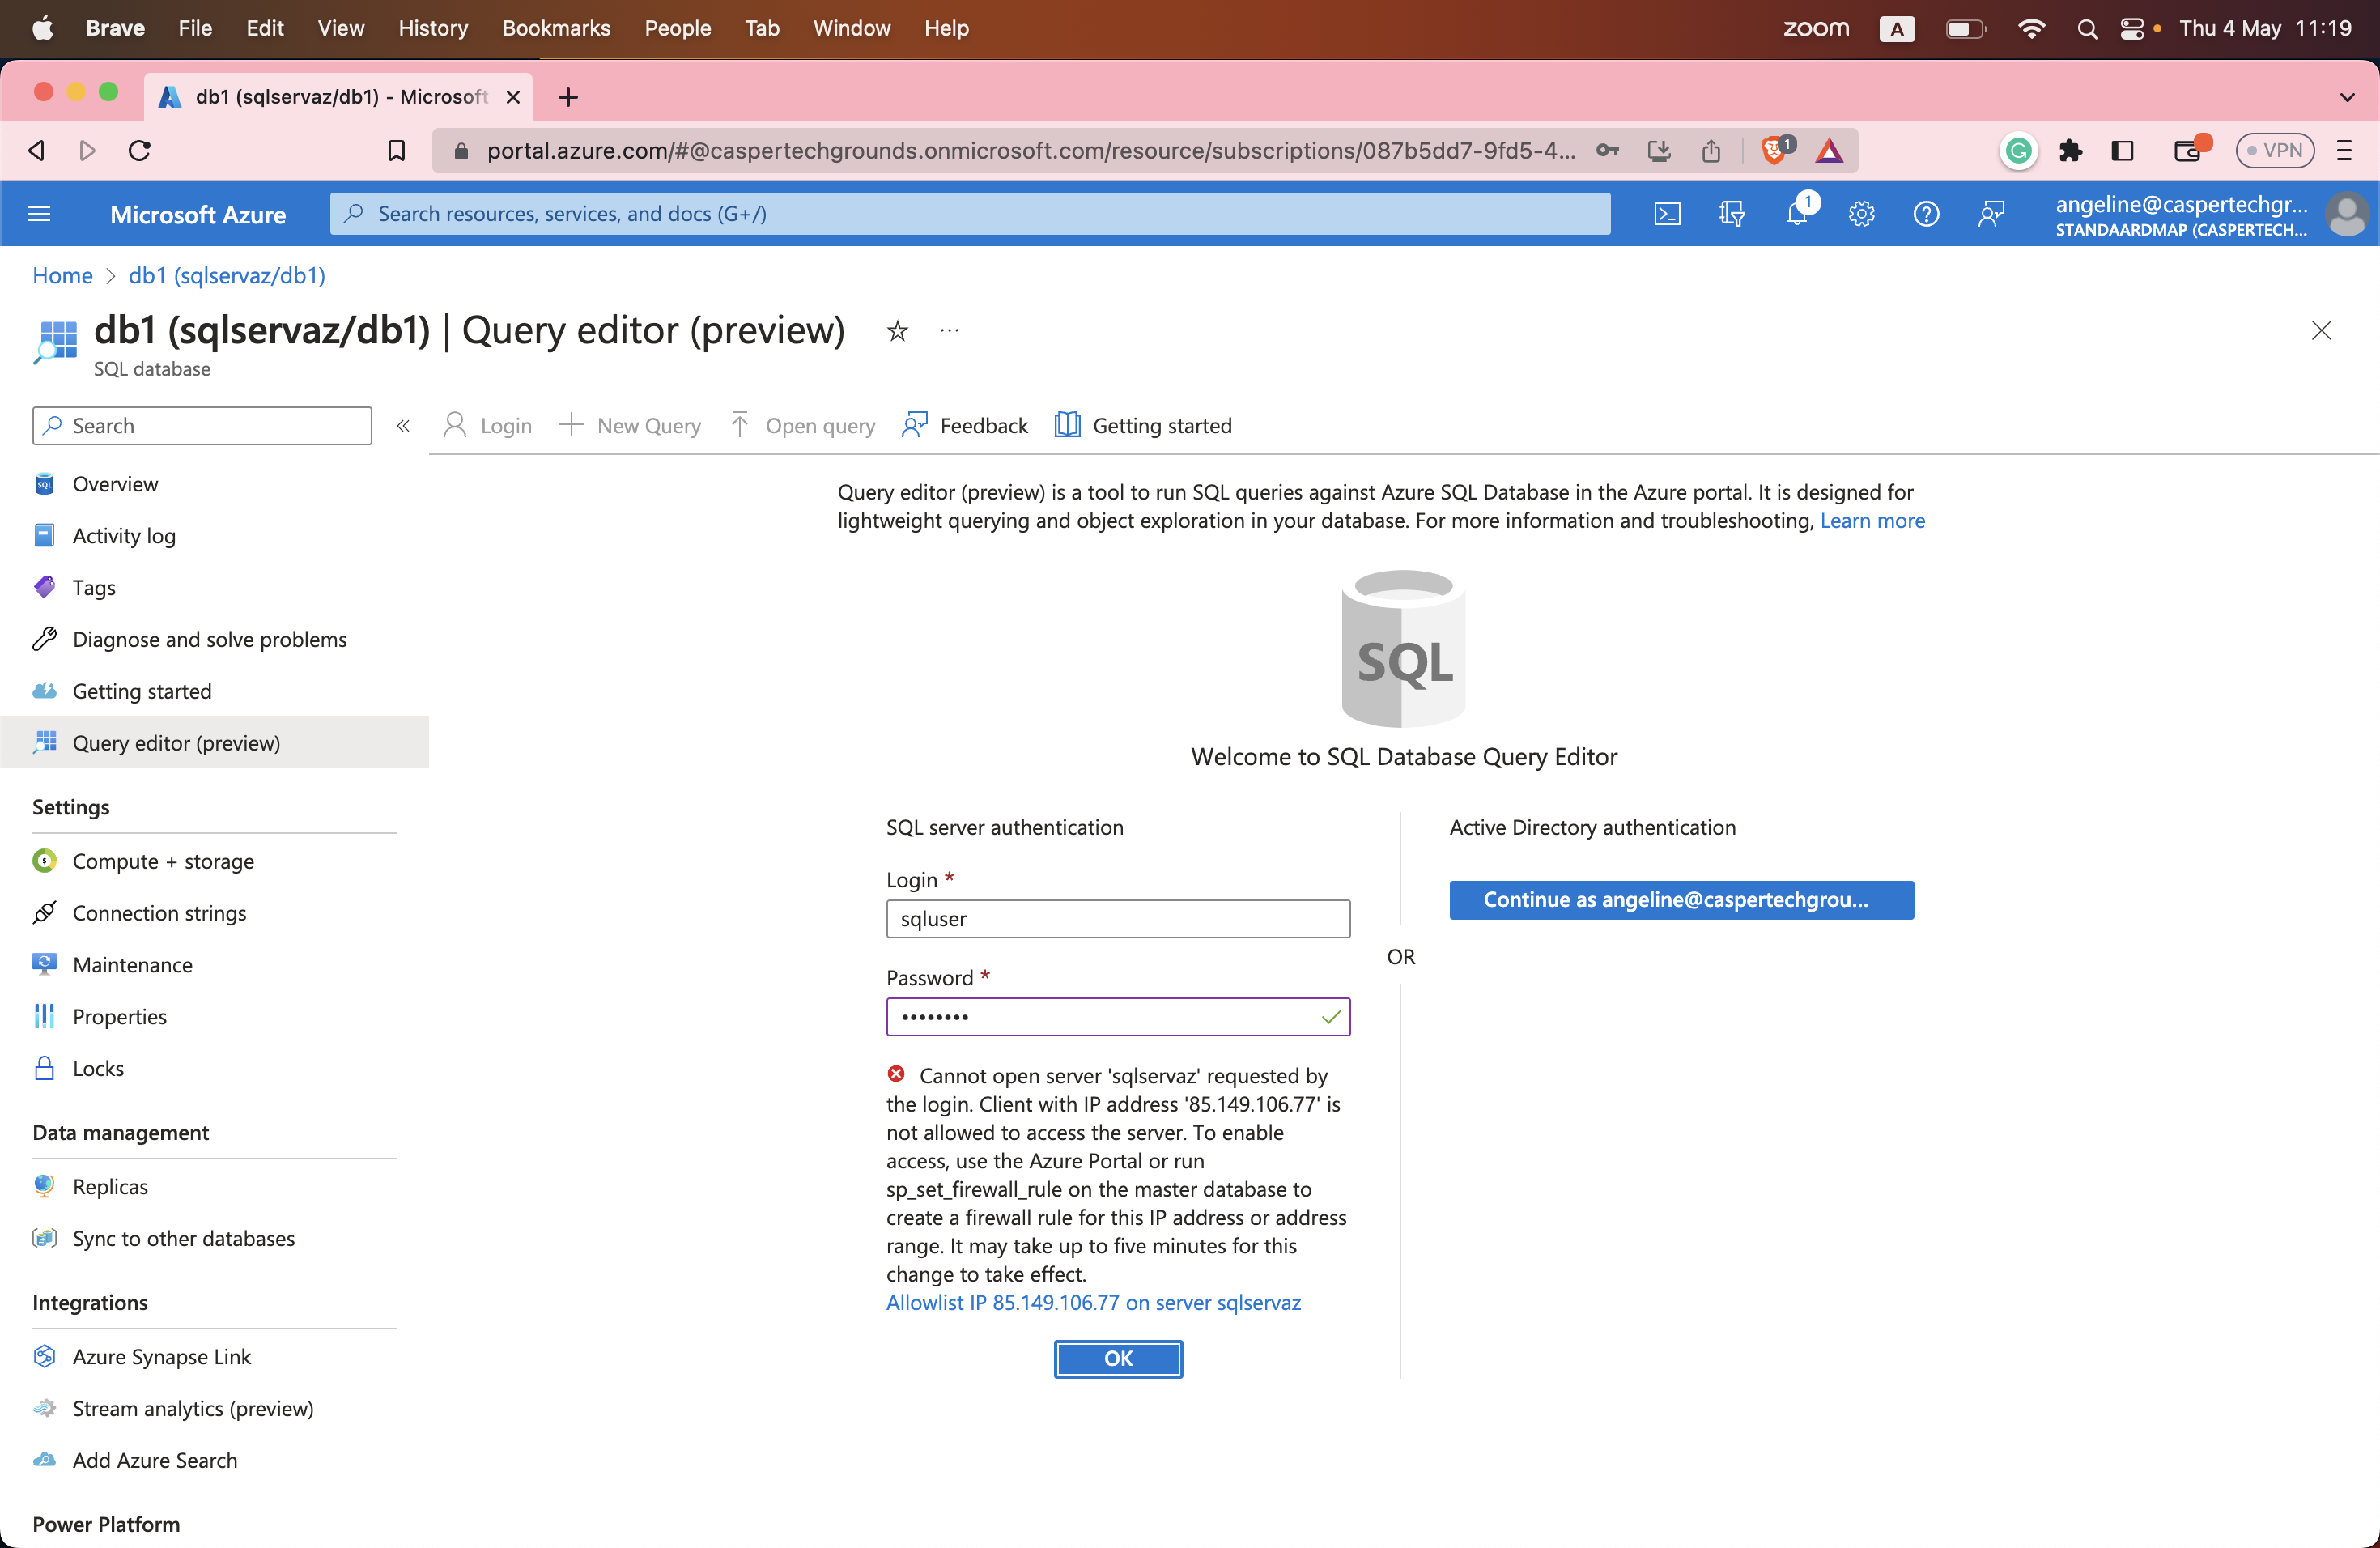 Brave File Edit View History Bookmarks People Tab Window Help zoom A Thu 4 May 11:19
db1 (sqlservaz/db1) - Microsoft
portal.azure.com/#@caspertechgrounds.onmicrosoft.com/resource/subscriptions/087b5dd7-9fd5-4... 1 G VPN
Microsoft Azure Search resources, services, and docs (G+/) 1 angeline@caspertechgr...
STANDAARDMAP (CASPERTECH...
Home > db1 (sqlservaz/db1)
db1 (sqlservaz/db1) | Query editor (preview) ...
SQL database
Search « Login New Query Open query Feedback Getting started
Overview
Activity log
Tags
Diagnose and solve problems
Getting started
Query editor (preview)
Settings
Compute + storage
Connection strings
Maintenance
Properties
Locks
Data management
Replicas
Sync to other databases
Integrations
Azure Synapse Link
Stream analytics (preview)
Add Azure Search
Power Platform
Query editor (preview) is a tool to run SQL queries against Azure SQL Database in the Azure portal. It is designed for
lightweight querying and object exploration in your database. For more information and troubleshooting, Learn more
SQL
Welcome to SQL Database Query Editor
SQL server authentication
Login *
sqluser
Password *
••••••••
Cannot open server 'sqlservaz' requested by
the login. Client with IP address '85.149.106.77' is
not allowed to access the server. To enable
access, use the Azure Portal or run
sp_set_firewall_rule on the master database to
create a firewall rule for this IP address or address
range. It may take up to five minutes for this
change to take effect.
Allowlist IP 85.149.106.77 on server sqlservaz
OK
OR
Active Directory authentication
Continue as angeline@caspertechgrou...